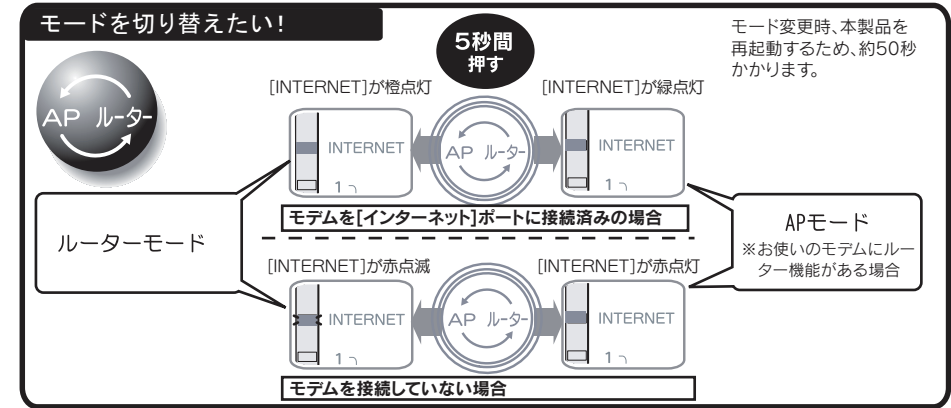 モードを切り替えたい!
5秒間
押す
モード変更時、本製品を
再起動するため、約50秒
かかります。
AP ルーター
[INTERNET]が橙点灯
[INTERNET]が緑点灯
INTERNET
1
AP ルーター
INTERNET
1
モデムを[インターネット]ポートに接続済みの場合
ルーターモード
APモード
※お使いのモデムにルー
ター機能がある場合
[INTERNET]が赤点滅
[INTERNET]が赤点灯
INTERNET
1
AP ルーター
INTERNET
1
モデムを接続していない場合